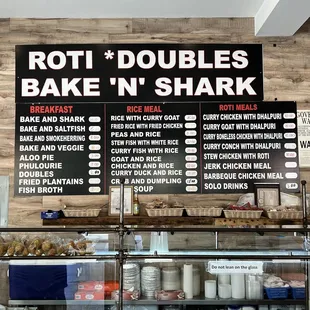 ROTI *DOUBLES
BAKE 'N' SHARK
BREAKFAST
BAKE AND SHARK
BAKE AND SALTFISH
BAKE AND SMOKEHERRING
BAKE AND VEGGIES
ALOO PIE
PHULOURIE
DOUBLES
FRIED PLANTAINS
FISH BROTH
RICE MEAL
RICE WITH CURRY GOAT
FRIED RICE WITH FRIED CHICKEN
PEAS AND RICE
STEW FISH WITH WHITE RICE
CURRY FISH WITH RICE
GOAT AND RICE
CHICKEN AND RICE
CURRY DUCK AND RICE
CRAB AND DUMPLING
SOUP
ROTI MEALS
CURRY CHICKEN WITH DHALPURI
CURRY GOAT WITH DHALPURI
CURRY BONELESS CHICKEN WITH DHALPURI
CURRY CONCH WITH DHALPURI
STEW CHICKEN WITH ROTI
JERK CHICKEN MEAL
BARBEQUE CHICKEN MEAL
SOLO DRINKS
Do not leak on the glass